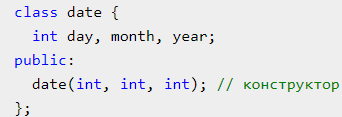 class date {
  int day, month, year;
public:
  date(int, int, int); // конструктор
};